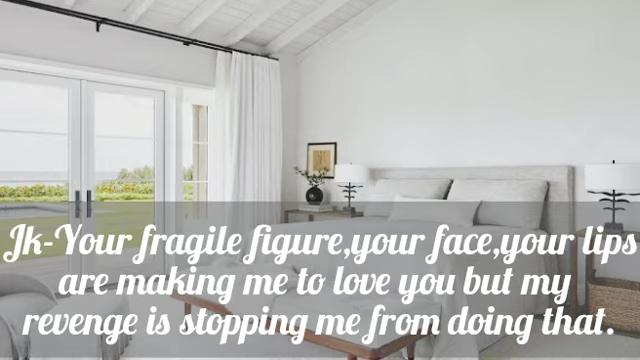 Jk-Your fragile figure,your face,your lips
are making me to love you but my
revenge is stopping me from doing that.